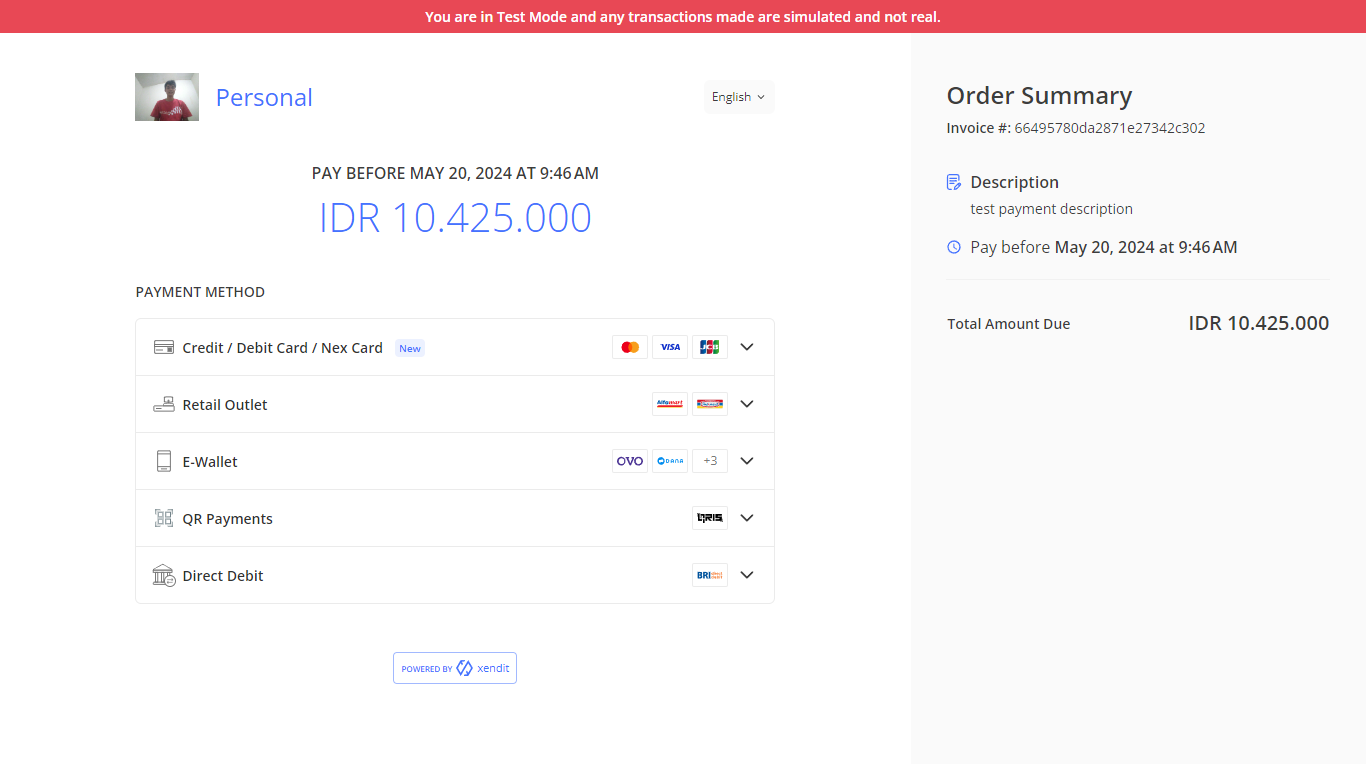 You are in Test Mode and any transactions made are simulated and not real.
Personal
English
PAY BEFORE MAY 20, 2024 AT 9:46 AM
IDR 10.425.000
PAYMENT METHOD
Credit / Debit Card / Nex Card New VISA JCB
Retail Outlet Alfamart
E-Wallet OVO DANA +3
QR Payments QRIS
Direct Debit BRI
POWERED BY xendit
Order Summary
Invoice #: 66495780da2871e27342c302
Description
test payment description
Pay before May 20, 2024 at 9:46 AM
Total Amount Due IDR 10.425.000